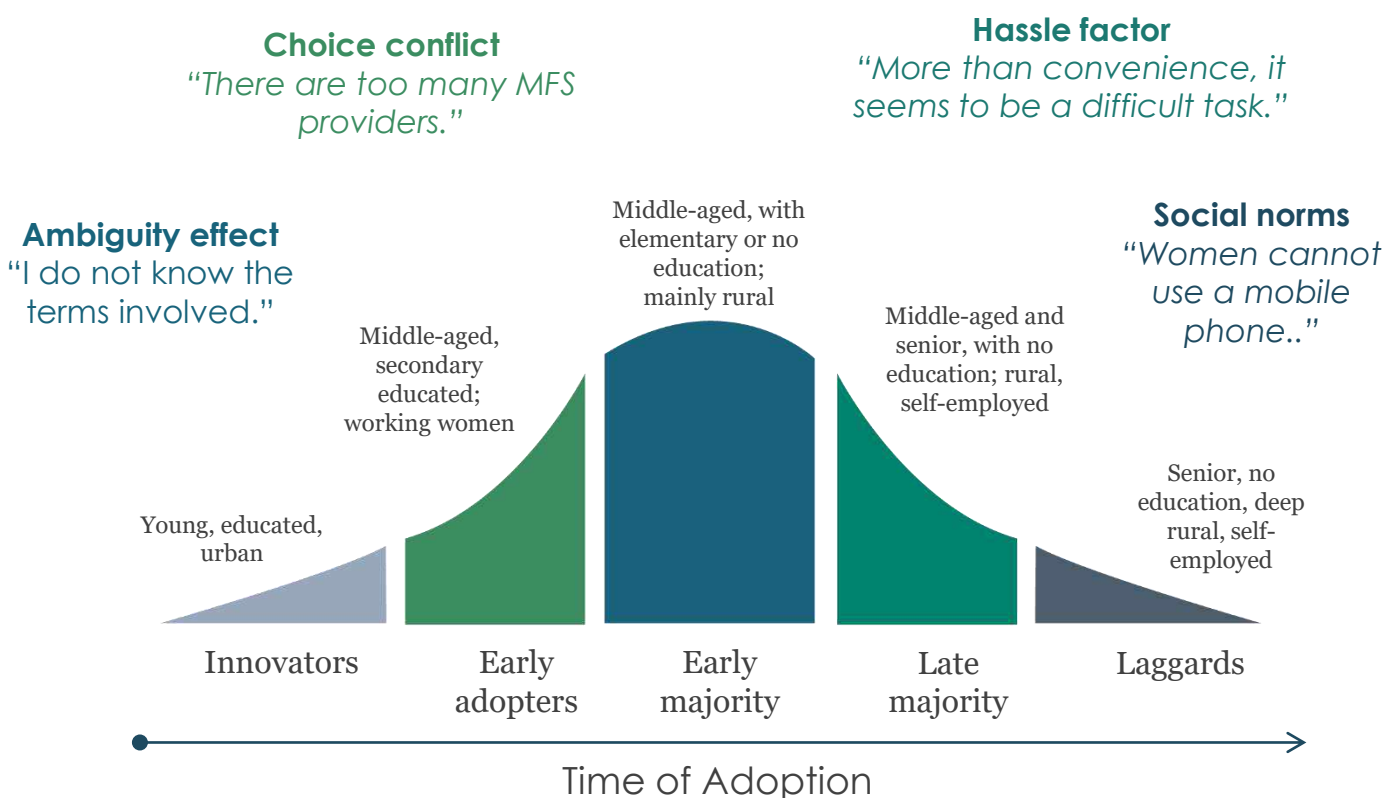 Choice conflict
“There are too many MFS
providers.”
Hassle factor
“More than convenience, it
seems to be a difficult task.”
Ambiguity effect
“I do not know the
terms involved.”
Social norms
“Women cannot
use a mobile
phone..”
Young, educated,
urban
Middle-aged,
secondary
educated;
working women
Middle-aged, with
elementary or no
education;
mainly rural
Middle-aged and
senior, with no
education; rural,
self-employed
Senior, no
education, deep
rural, self-
employed
Innovators
Early
adopters
Early
majority
Late
majority
Laggards
Time of Adoption